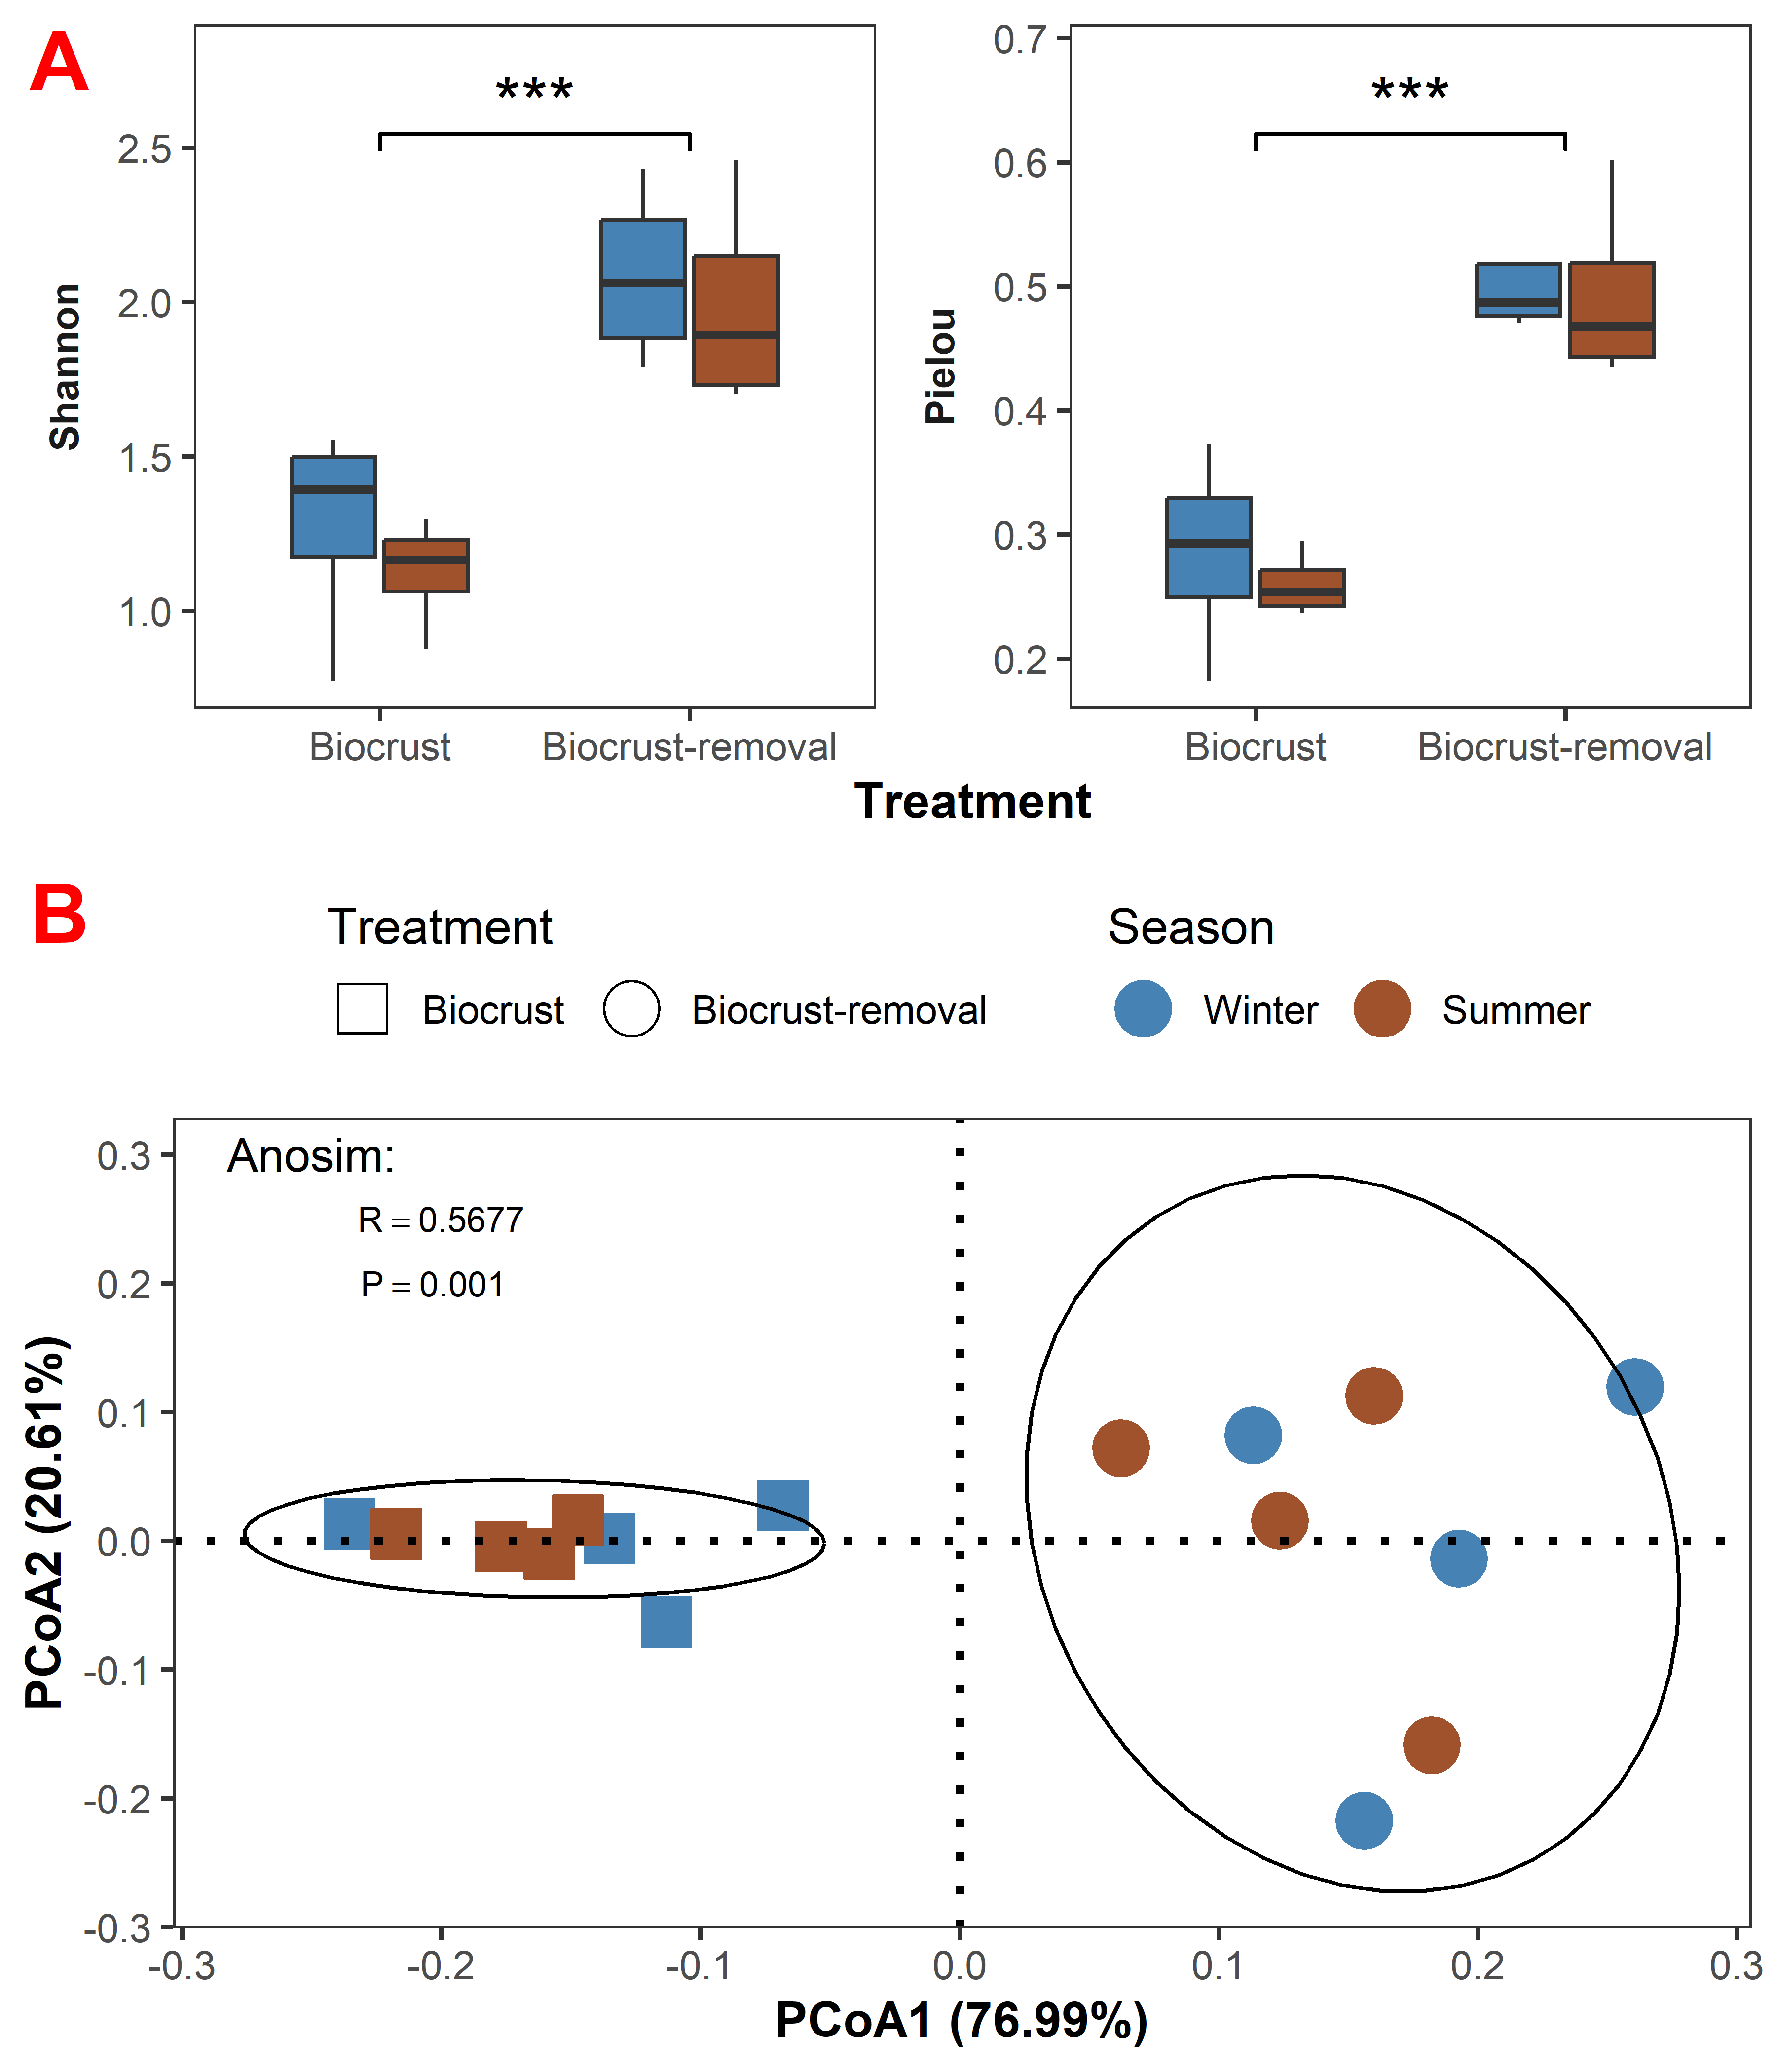 A
***
***
Shannon
2.5
2.0
1.5
1.0
Pielou
0.7
0.6
0.5
0.4
0.3
0.2
Biocrust Biocrust-removal
Biocrust Biocrust-removal
Treatment
B
Treatment
Biocrust Biocrust-removal
Season
Winter Summer
Anosim:
R = 0.5677
P = 0.001
PCoA2 (20.61%)
0.3
0.2
0.1
0.0
-0.1
-0.2
-0.3
-0.3 -0.2 -0.1 0.0 0.1 0.2 0.3
PCoA1 (76.99%)